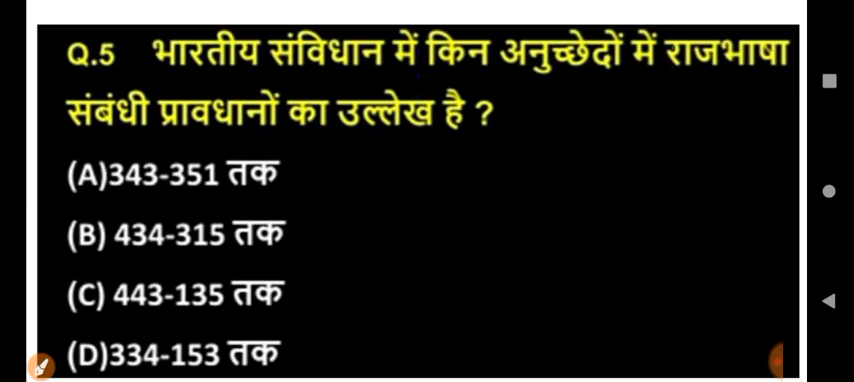 Q.5 भारतीय संविधान में किन अनुच्छेदों में राजभाषा
संबंधी प्रावधानों का उल्लेख है ?
(A)343-351 तक
(B) 434-315 तक
(C) 443-135 तक
(D)334-153 तक